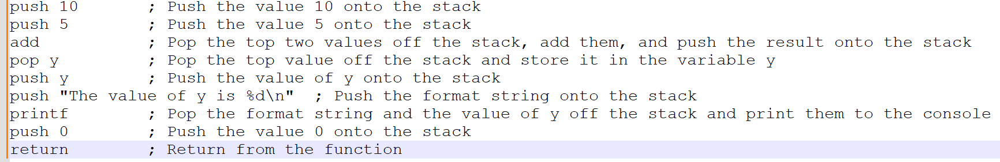 push 10 ; Push the value 10 onto the stack
push 5 ; Push the value 5 onto the stack
add ; Pop the top two values off the stack, add them, and push the result onto the stack
pop y ; Pop the top value off the stack and store it in the variable y
push y ; Push the value of y onto the stack
push "The value of y is %d\n" ; Push the format string onto the stack
printf ; Pop the format string and the value of y off the stack and print them to the console
push 0 ; Push the value 0 onto the stack
return ; Return from the function